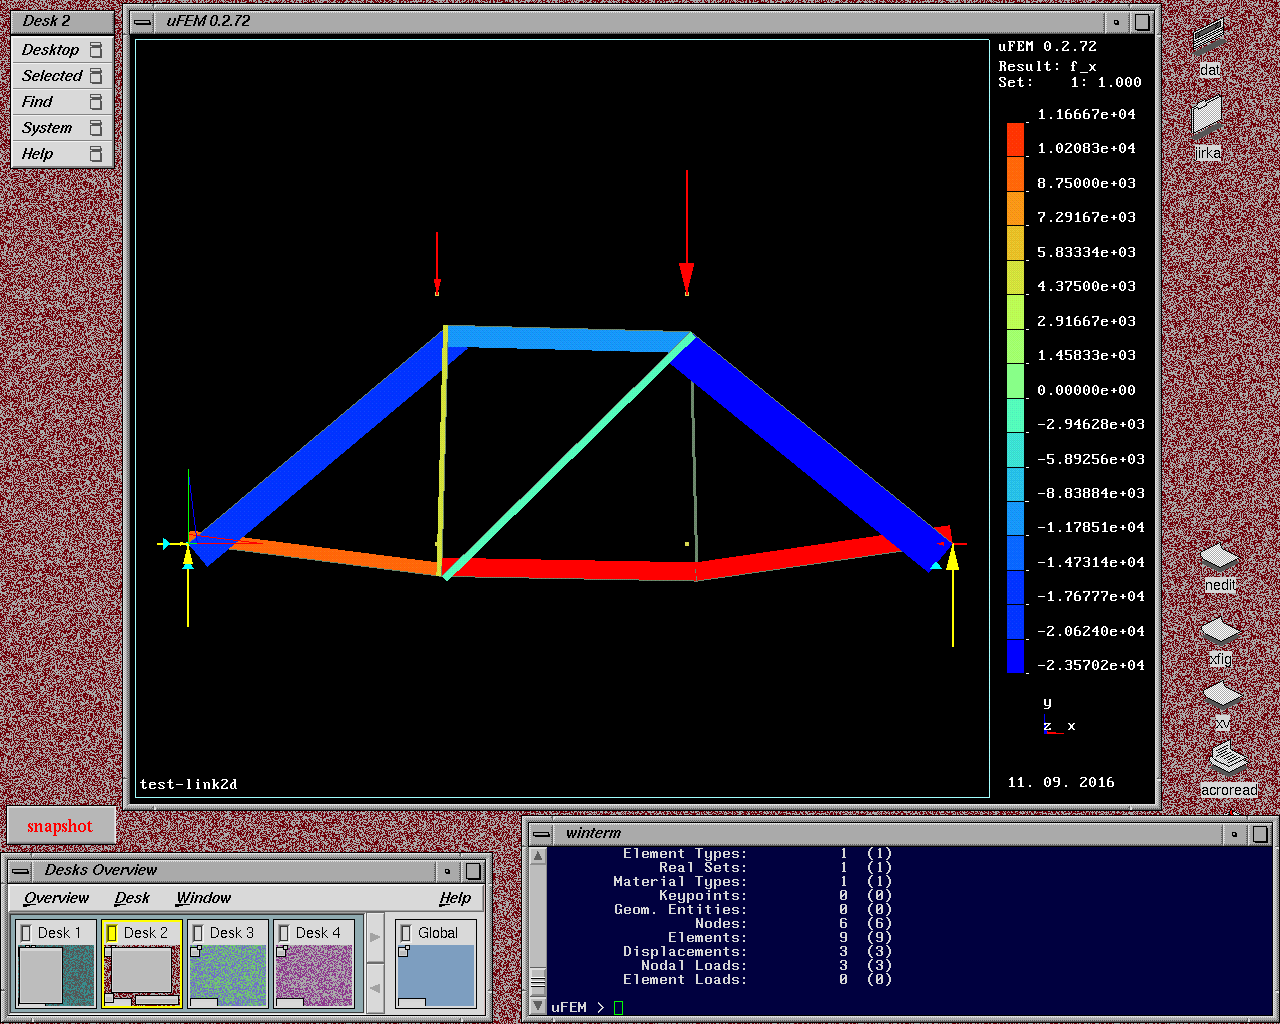 Desk 2
Desktop
Selected
Find
System
Help
uFEM 0.2.72
uFEM 0.2.72
Result: f_x
Set: 1: 1.000
1.16667e+04
1.02083e+04
8.75000e+03
7.29167e+03
5.83334e+03
4.37500e+03
2.91667e+03
1.45833e+03
0.00000e+00
-2.94628e+03
-5.89256e+03
-8.83884e+03
-1.17851e+04
-1.47314e+04
-1.76777e+04
-2.06240e+04
-2.35702e+04
y
z x
test-link2d
11. 09. 2016
dat
jirka
nedit
xfig
xv
acroread
snapshot
Desks Overview
Overview Desk Window Help
Desk 1 Desk 2 Desk 3 Desk 4 Global
winterm
Element Types: 1 (1)
Real Sets: 1 (1)
Material Types: 1 (1)
Keypoints: 0 (0)
Geom. Entities: 0 (0)
Nodes: 6 (6)
Elements: 9 (9)
Displacements: 3 (3)
Nodal Loads: 3 (3)
Element Loads: 0 (0)
uFEM >